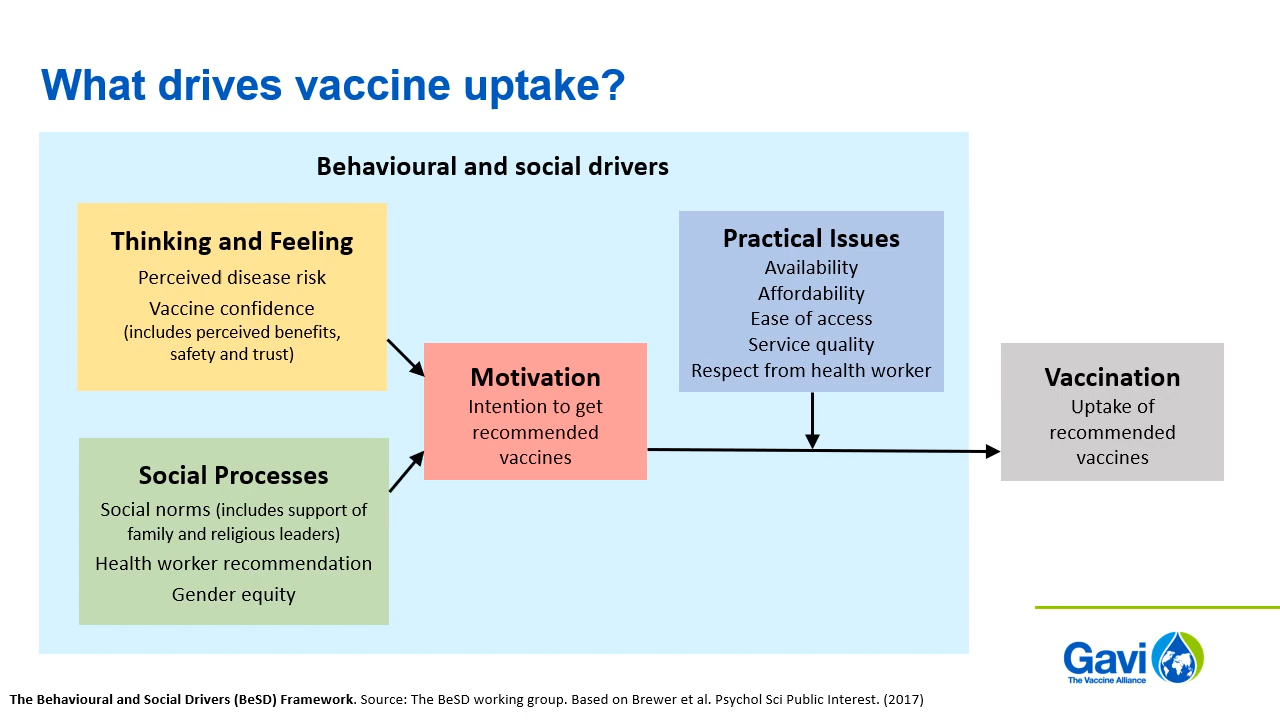 What drives vaccine uptake?
Behavioural and social drivers
Thinking and Feeling
Perceived disease risk
Vaccine confidence
(includes perceived benefits,
safety and trust)
Social Processes
Social norms (includes support of
family and religious leaders)
Health worker recommendation
Gender equity
Motivation
Intention to get
recommended
vaccines
Practical Issues
Availability
Affordability
Ease of access
Service quality
Respect from health worker
Vaccination
Uptake of
recommended
vaccines
Gavi
The Vaccine Alliance
The Behavioural and Social Drivers (BeSD) Framework. Source: The BeSD working group. Based on Brewer et al. Psychol Sci Public Interest. (2017)